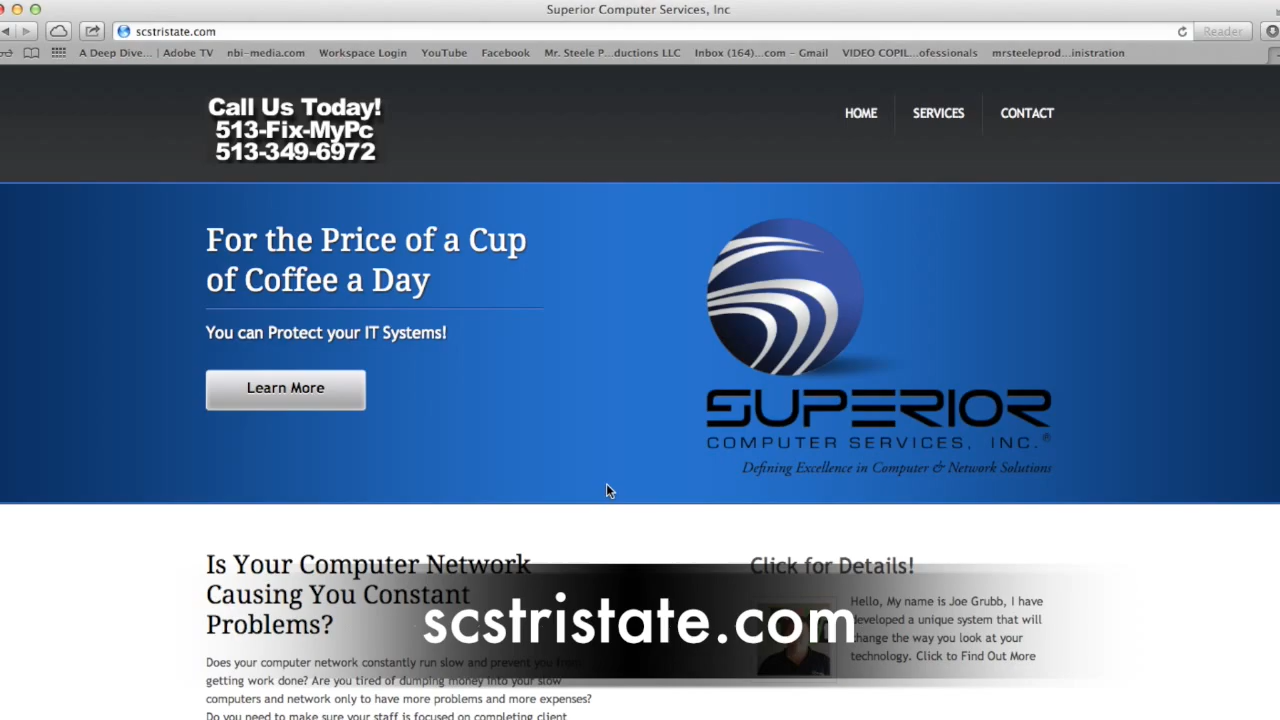 Superior Computer Services, Inc
scstristate.com
Reader
A Deep Dive... | Adobe TV nbi-media.com Workspace Login YouTube Facebook Mr. Steele P...ductions LLC Inbox (164)...com – Gmail VIDEO COPIL...ofessionals mrsteeleprod...inistration
Call Us Today!
513-Fix-MyPc
513-349-6972
HOME SERVICES CONTACT
For the Price of a Cup
of Coffee a Day
You can Protect your IT Systems!
Learn More
SUPERIOR
COMPUTER SERVICES, INC.®
Defining Excellence in Computer & Network Solutions
Is Your Computer Network
Causing You Constant
Problems?
Does your computer network constantly run slow and prevent you from
getting work done? Are you tired of dumping money into your slow
computers and network only to have more problems and more expenses?
Do you need to make sure your staff is focused on completing client
Click for Details!
Hello, My name is Joe Grubb, I have
developed a unique system that will
change the way you look at your
technology. Click to Find Out More
scstristate.com